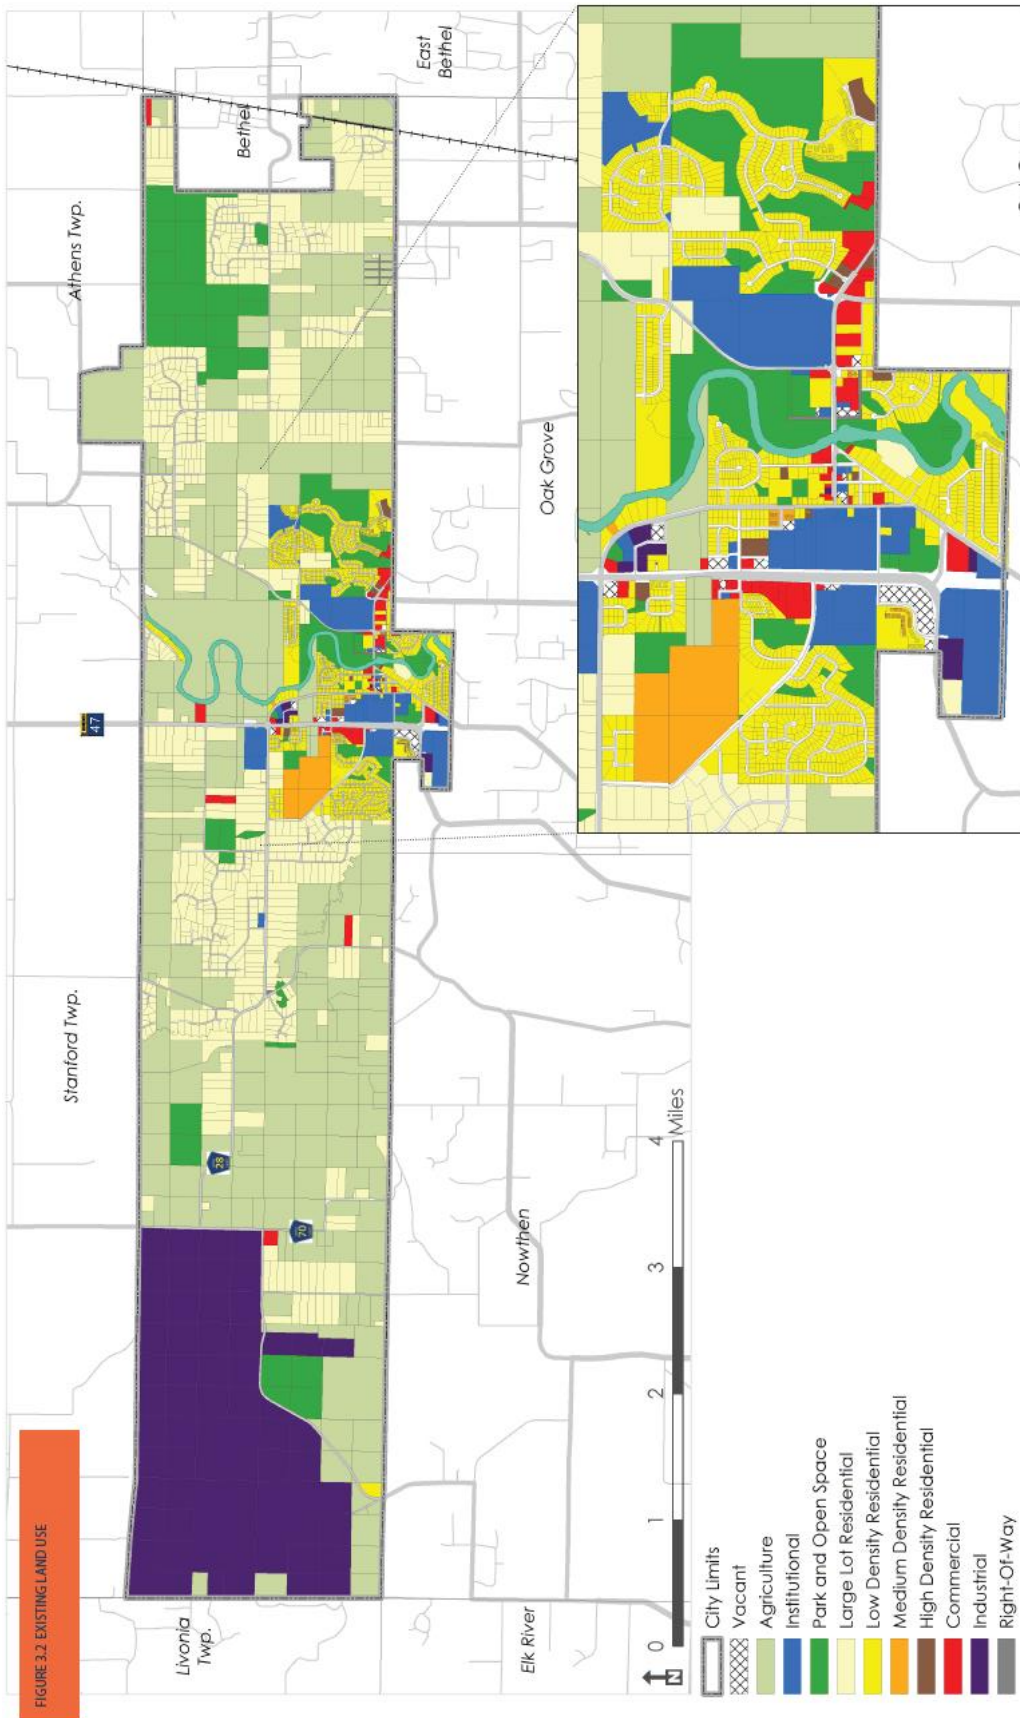 FIGURE 3.2 EXISTING LAND USE
Livonia
Twp.
Stanford Twp.
Athens Twp.
Bethel
East
Bethel
47
28
70
Elk River
Nowthen
Oak Grove
N
0 1 2 3 4
Miles
City Limits
Vacant
Agriculture
Institutional
Park and Open Space
Large Lot Residential
Low Density Residential
Medium Density Residential
High Density Residential
Commercial
Industrial
Right-Of-Way